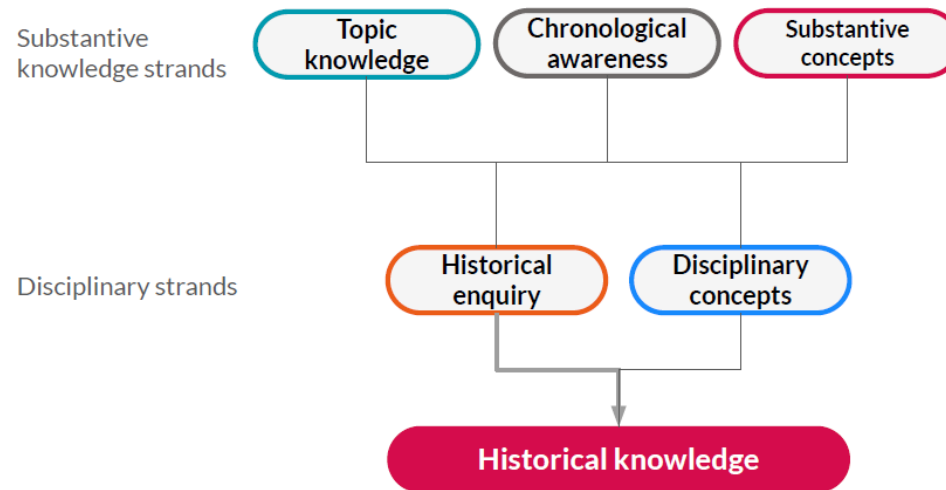 Substantive
knowledge strands
Topic
knowledge
Chronological
awareness
Substantive
concepts
Disciplinary strands
Historical
enquiry
Disciplinary
concepts
Historical knowledge